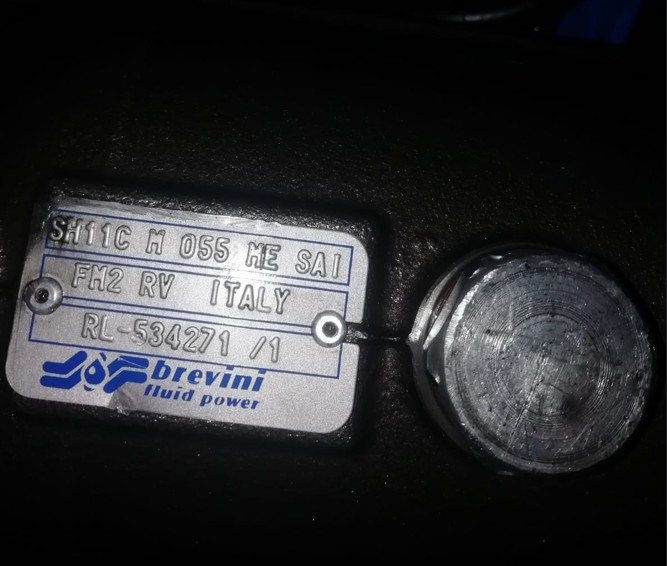 SH11C M 055 ME SAI
FM2 RV ITALY
RL-534271 /1
brevini
fluid power